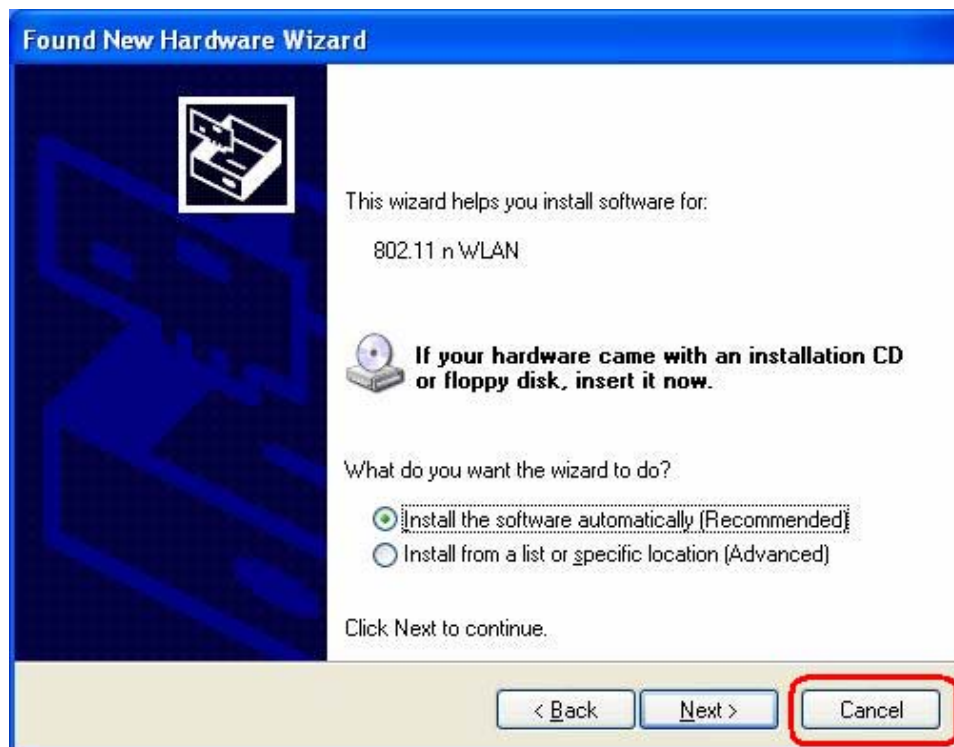 Found New Hardware Wizard
This wizard helps you install software for:
802.11 n WLAN
If your hardware came with an installation CD
or floppy disk, insert it now.
What do you want the wizard to do?
Install the software automatically (Recommended)
Install from a list or specific location (Advanced)
Click Next to continue.
< Back
Next >
Cancel